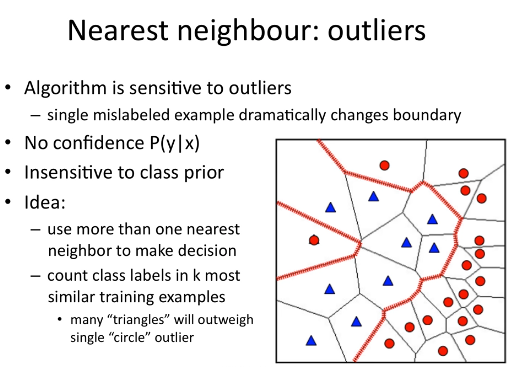 Nearest neighbour: outliers
• Algorithm is sensitive to outliers
– single mislabeled example dramatically changes boundary
• No confidence P(y|x)
• Insensitive to class prior
• Idea:
– use more than one nearest
neighbor to make decision
– count class labels in k most
similar training examples
• many “triangles” will outweigh
single “circle” outlier